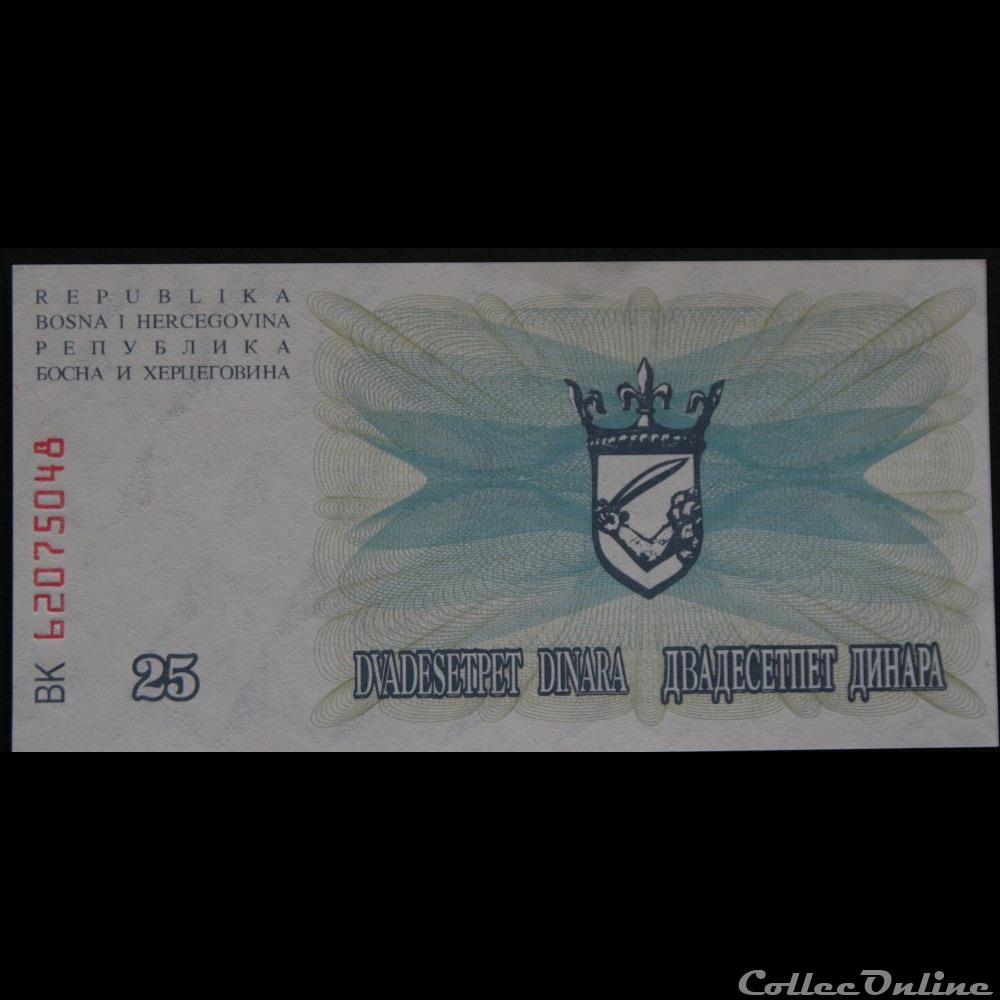 REPUBLIKA
BOSNA I HERCEGOVINA
РЕПУБЛИКА
БОСНА И ХЕРЦЕГОВИНА
BK 62075048
25
DVADESETPET DINARA ДВАДЕСЕТПЕТ ДИНАРА
CollecOnline